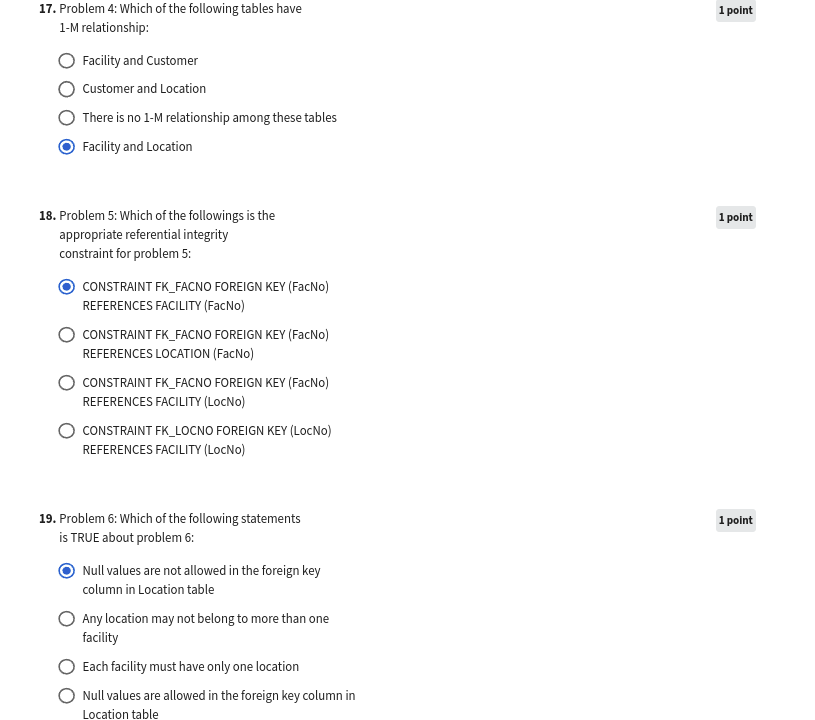 17. Problem 4: Which of the following tables have
1 point
1-M relationship:
Facility and Customer
Customer and Location
There is no 1-M relationship among these tables
Facility and Location
18. Problem 5: Which of the followings is the
1 point
appropriate referential integrity
constraint for problem 5:
CONSTRAINT FK_FACNO FOREIGN KEY (FacNo)
REFERENCES FACILITY (FacNo)
CONSTRAINT FK_FACNO FOREIGN KEY (FacNo)
REFERENCES LOCATION (FacNo)
CONSTRAINT FK_FACNO FOREIGN KEY (FacNo)
REFERENCES FACILITY (LocNo)
CONSTRAINT FK_LOCNO FOREIGN KEY (LocNo)
REFERENCES FACILITY (LocNo)
19. Problem 6: Which of the following statements
1 point
is TRUE about problem 6:
Null values are not allowed in the foreign key
column in Location table
Any location may not belong to more than one
facility
Each facility must have only one location
Null values are allowed in the foreign key column in
Location table